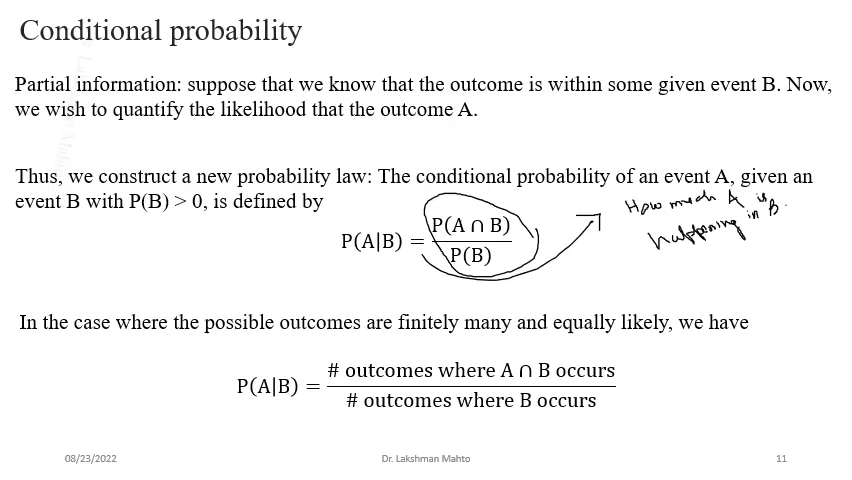 Conditional probability
Partial information: suppose that we know that the outcome is within some given event B. Now,
we wish to quantify the likelihood that the outcome A.
Thus, we construct a new probability law: The conditional probability of an event A, given an
event B with P(B) > 0, is defined by
P(A|B) = P(A ∩ B) / P(B)
How much A is
happening in B.
In the case where the possible outcomes are finitely many and equally likely, we have
P(A|B) = # outcomes where A ∩ B occurs / # outcomes where B occurs
08/23/2022 Dr. Lakshman Mahto 11